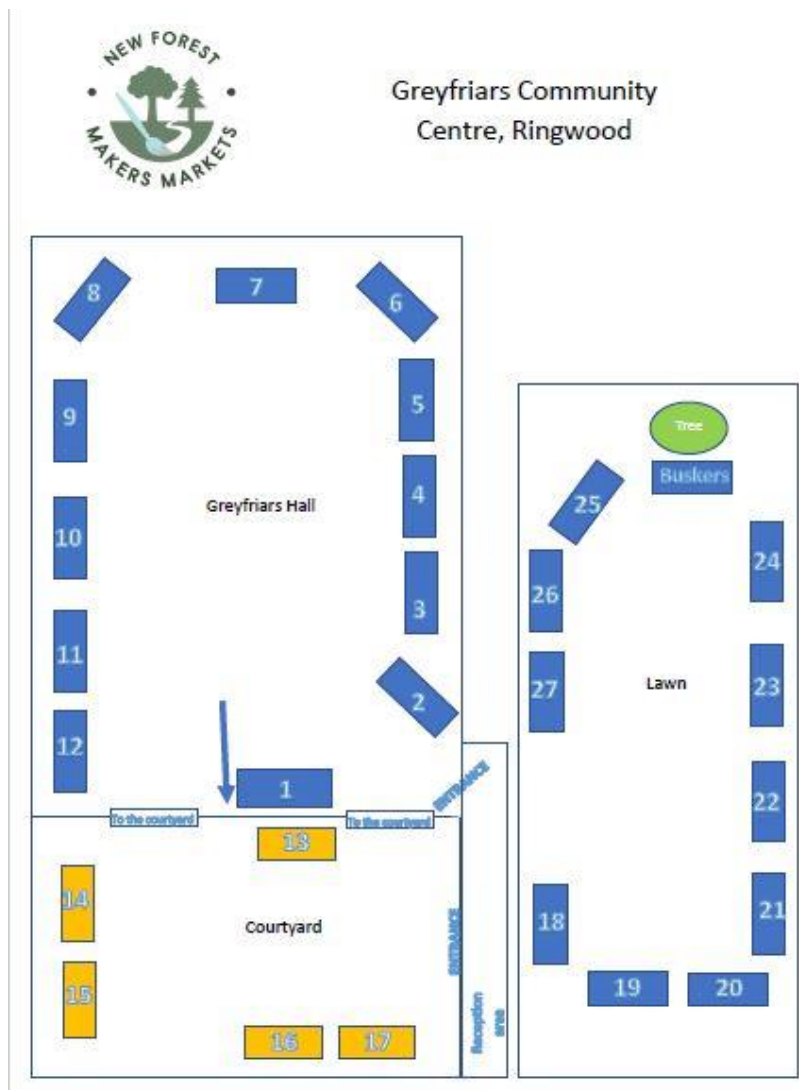 NEW FOREST
MAKERS MARKETS
Greyfriars Community
Centre, Ringwood
8
7
6
9
5
10
4
Greyfriars Hall
3
11
2
12
1
ENTRANCE
To the courtyard
To the courtyard
13
14
Courtyard
15
16
17
ENTRANCE
Reception
area
Tree
Buskers
25
24
26
27
Lawn
23
22
18
21
19
20